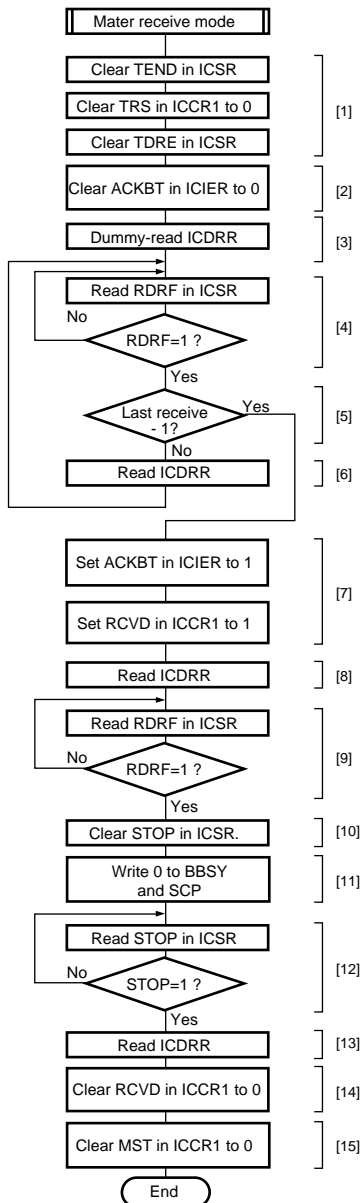 Mater receive mode
Clear TEND in ICSR
Clear TRS in ICCR1 to 0
[1]
Clear TDRE in ICSR
Clear ACKBT in ICIER to 0
[2]
Dummy-read ICDRR
[3]
Read RDRF in ICSR
No
[4]
RDRF=1 ?
Yes
Last receive
- 1?
Yes
[5]
No
Read ICDRR
[6]
Set ACKBT in ICIER to 1
[7]
Set RCVD in ICCR1 to 1
Read ICDRR
[8]
Read RDRF in ICSR
No
RDRF=1 ?
[9]
Yes
Clear STOP in ICSR.
[10]
Write 0 to BBSY
and SCP
[11]
Read STOP in ICSR
No
STOP=1 ?
[12]
Yes
Read ICDRR
[13]
Clear RCVD in ICCR1 to 0
[14]
Clear MST in ICCR1 to 0
[15]
End